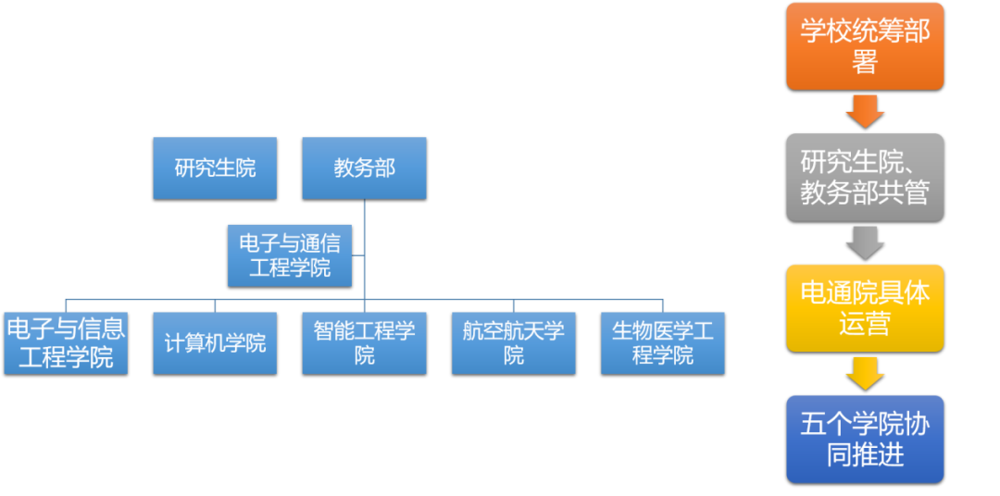 研究生院
教务部
电子与通信
工程学院
电子与信息
工程学院
计算机学院
智能工程学
院
航空航天学
院
生物医学工
程学院
学校统筹部
署
研究生院、
教务部共管
电通院具体
运营
五个学院协
同推进